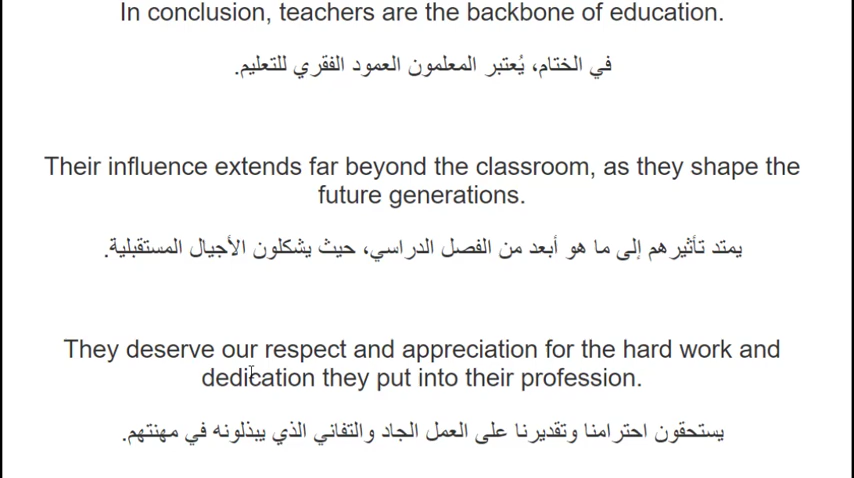 In conclusion, teachers are the backbone of education.
في الختام، يُعتبر المعلمون العمود الفقري للتعليم.
Their influence extends far beyond the classroom, as they shape the
future generations.
يمتد تأثيرهم إلى ما هو أبعد من الفصل الدراسي، حيث يشكلون الأجيال المستقبلية.
They deserve our respect and appreciation for the hard work and
dedication they put into their profession.
يستحقون احترامنا وتقديرنا على العمل الجاد والتفاني الذي يبذلونه في مهنتهم.